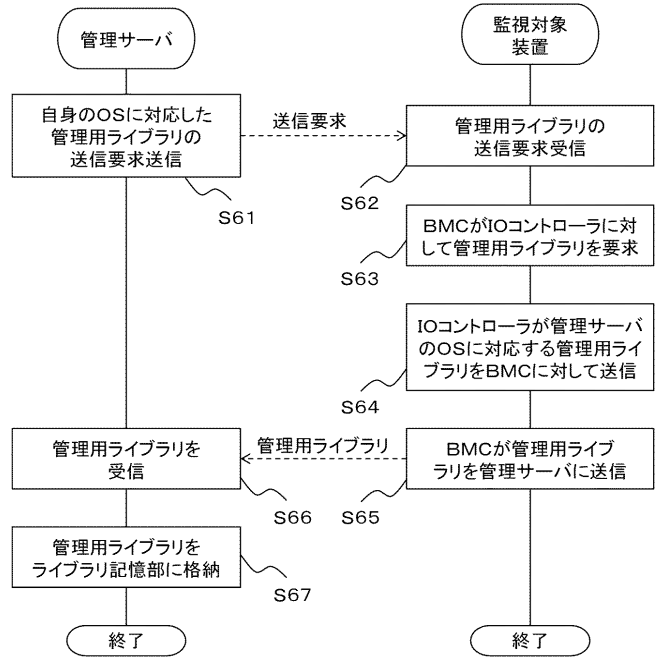 管理サーバ
監視対象
装置
自身のOSに対応した
管理用ライブラリの
送信要求送信
S61
送信要求
管理用ライブラリの
送信要求受信
S62
BMCがIOコントローラに対
して管理用ライブラリを要求
S63
IOコントローラが管理サーバ
のOSに対応する管理用ライ
ブラリをBMCに対して送信
S64
BMCが管理用ライブ
ラリを管理サーバに送信
S65
管理用ライブラリ
管理用ライブラリを
受信
S66
管理用ライブラリを
ライブラリ記憶部に格納
S67
終了
終了